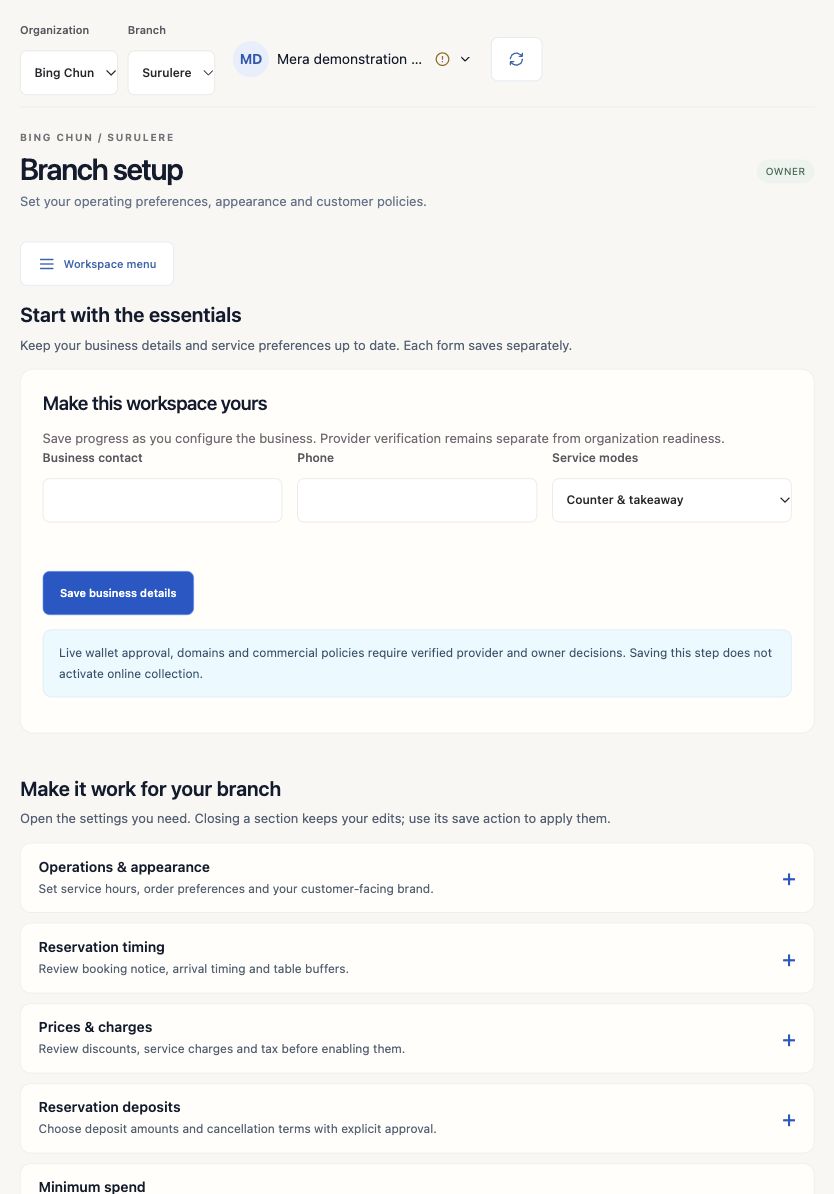 Organization
Branch
Bing Chun
Surulere
MD
Mera demonstration ...
BING CHUN / SURULERE
Branch setup
OWNER
Set your operating preferences, appearance and customer policies.
Workspace menu
Start with the essentials
Keep your business details and service preferences up to date. Each form saves separately.
Make this workspace yours
Save progress as you configure the business. Provider verification remains separate from organization readiness.
Business contact
Phone
Service modes
Counter & takeaway
Save business details
Live wallet approval, domains and commercial policies require verified provider and owner decisions. Saving this step does not
activate online collection.
Make it work for your branch
Open the settings you need. Closing a section keeps your edits; use its save action to apply them.
Operations & appearance
Set service hours, order preferences and your customer-facing brand.
Reservation timing
Review booking notice, arrival timing and table buffers.
Prices & charges
Review discounts, service charges and tax before enabling them.
Reservation deposits
Choose deposit amounts and cancellation terms with explicit approval.
Minimum spend